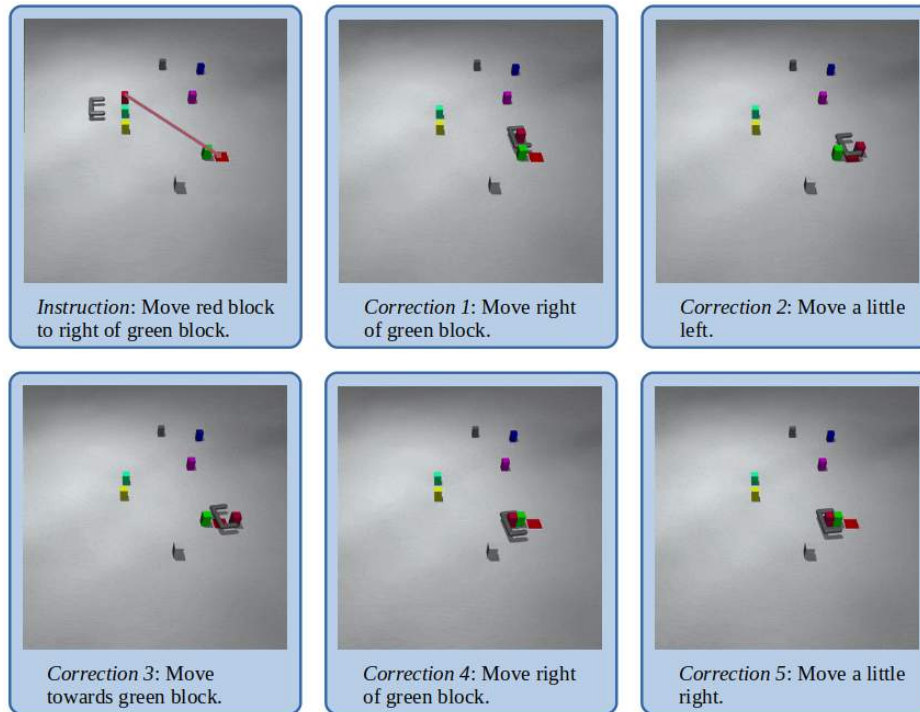 Instruction: Move red block
to right of green block.
Correction 1: Move right
of green block.
Correction 2: Move a little
left.
Correction 3: Move
towards green block.
Correction 4: Move right
of green block.
Correction 5: Move a little
right.